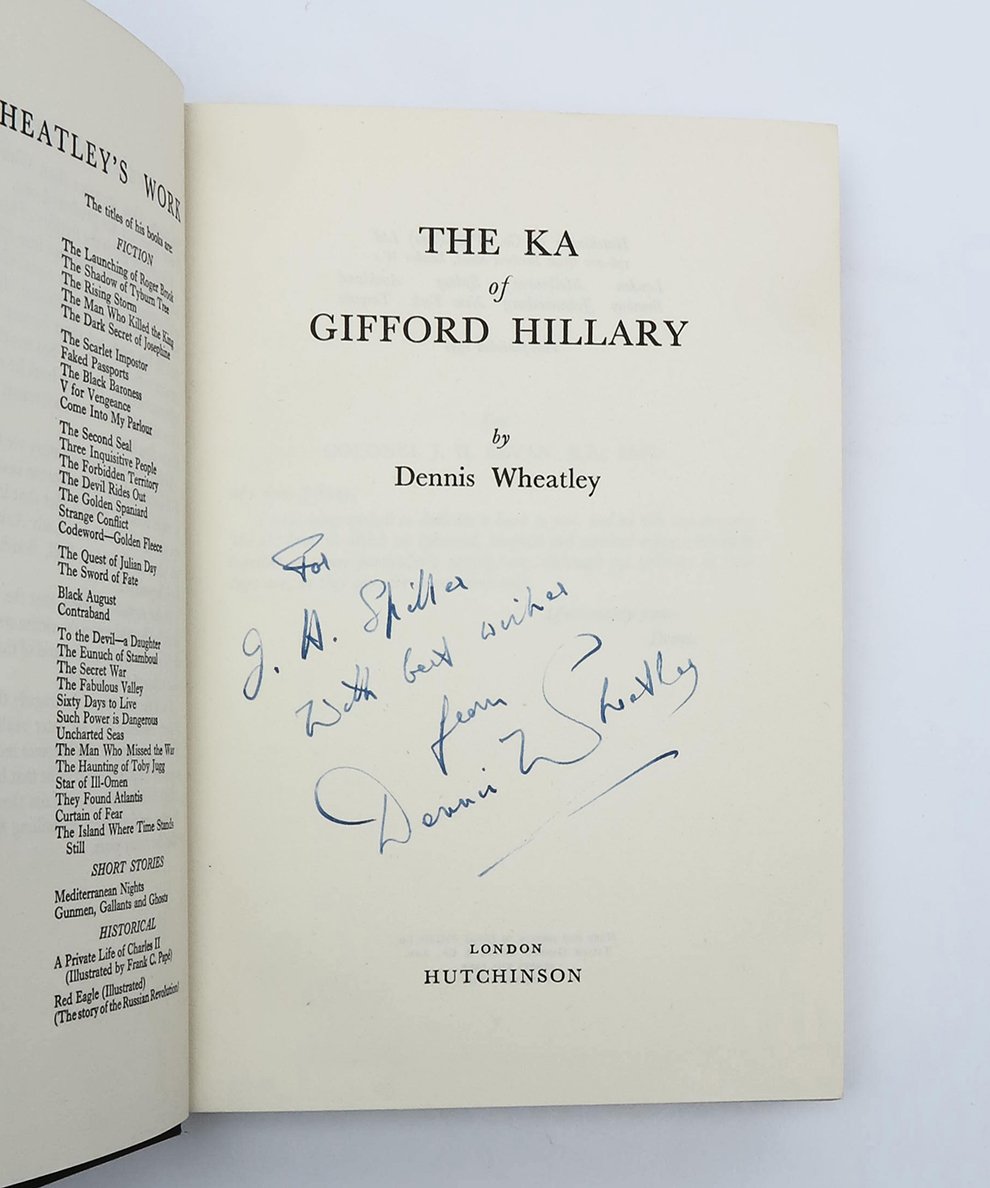 HEATLEY'S WORK
The titles of his books are:
FICTION
The Launching of Roger Brook
The Shadow of Tyburn Tree
The Rising Storm
The Man Who Killed the King
The Dark Secret of Josephine
The Scarlet Impostor
Faked Passports
The Black Baroness
V for Vengeance
Come Into My Parlour
The Second Seal
Three Inquisitive People
The Forbidden Territory
The Devil Rides Out
The Golden Spaniard
Strange Conflict
Codeword—Golden Fleece
The Quest of Julian Day
The Sword of Fate
Black August
Contraband
To the Devil—a Daughter
The Eunuch of Stamboul
The Secret War
The Fabulous Valley
Sixty Days to Live
Such Power is Dangerous
Uncharted Seas
The Man Who Missed the War
The Haunting of Toby Jugg
Star of Ill-Omen
They Found Atlantis
Curtain of Fear
The Island Where Time Stands
Still
SHORT STORIES
Mediterranean Nights
Gunmen, Gallants and Ghosts
HISTORICAL
A Private Life of Charles II
(Illustrated by Frank C. Papé)
Red Eagle (Illustrated)
(The story of the Russian Revolution)
THE KA
of
GIFFORD HILLARY
by
Dennis Wheatley
For
J. H. Spiller
With best wishes
from
Dennis Wheatley
LONDON
HUTCHINSON